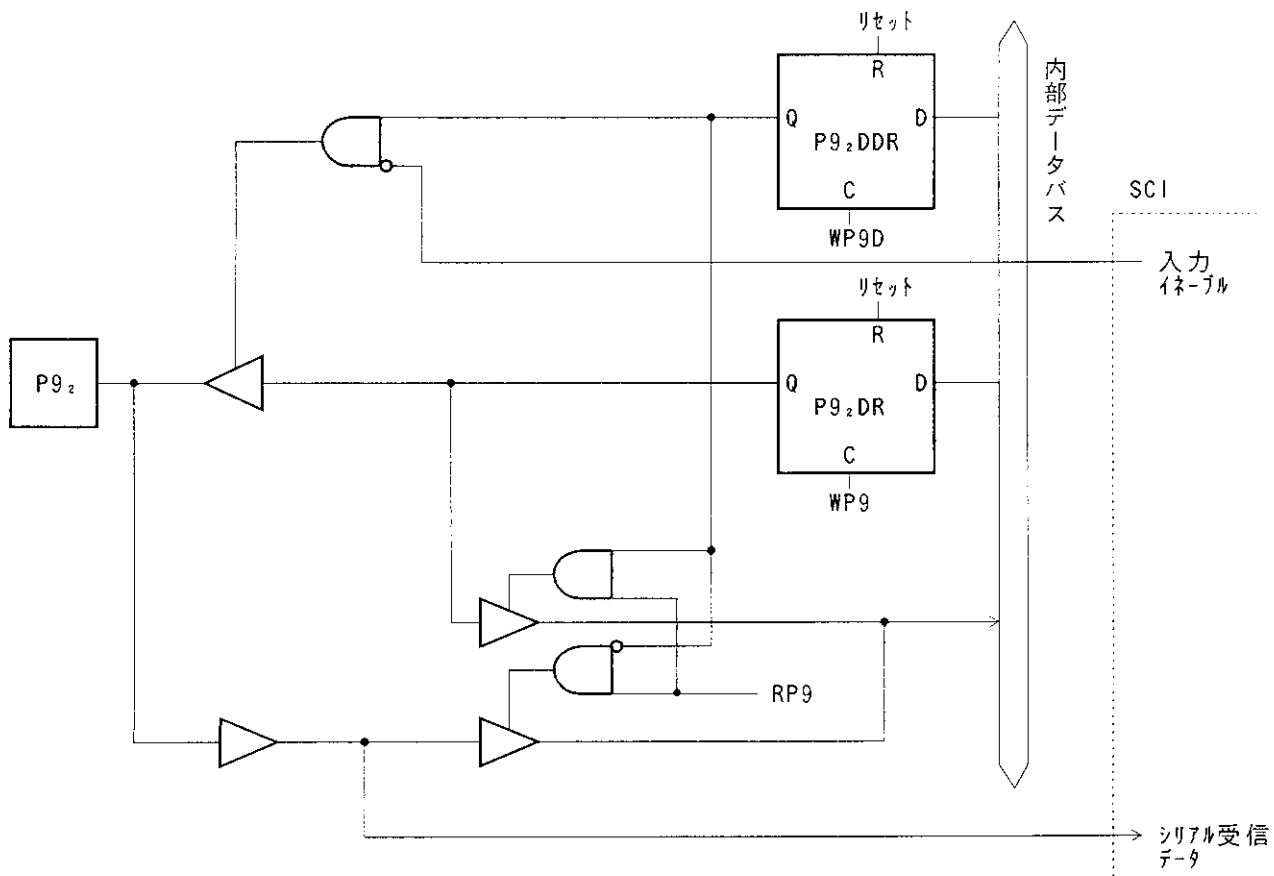 リセット
R
Q
D
P9₂DDR
C
WP9D
内部データバス
SCI
入力
イネーブル
リセット
R
P9₂
Q
D
P9₂DR
C
WP9
RP9
シリアル受信
データ